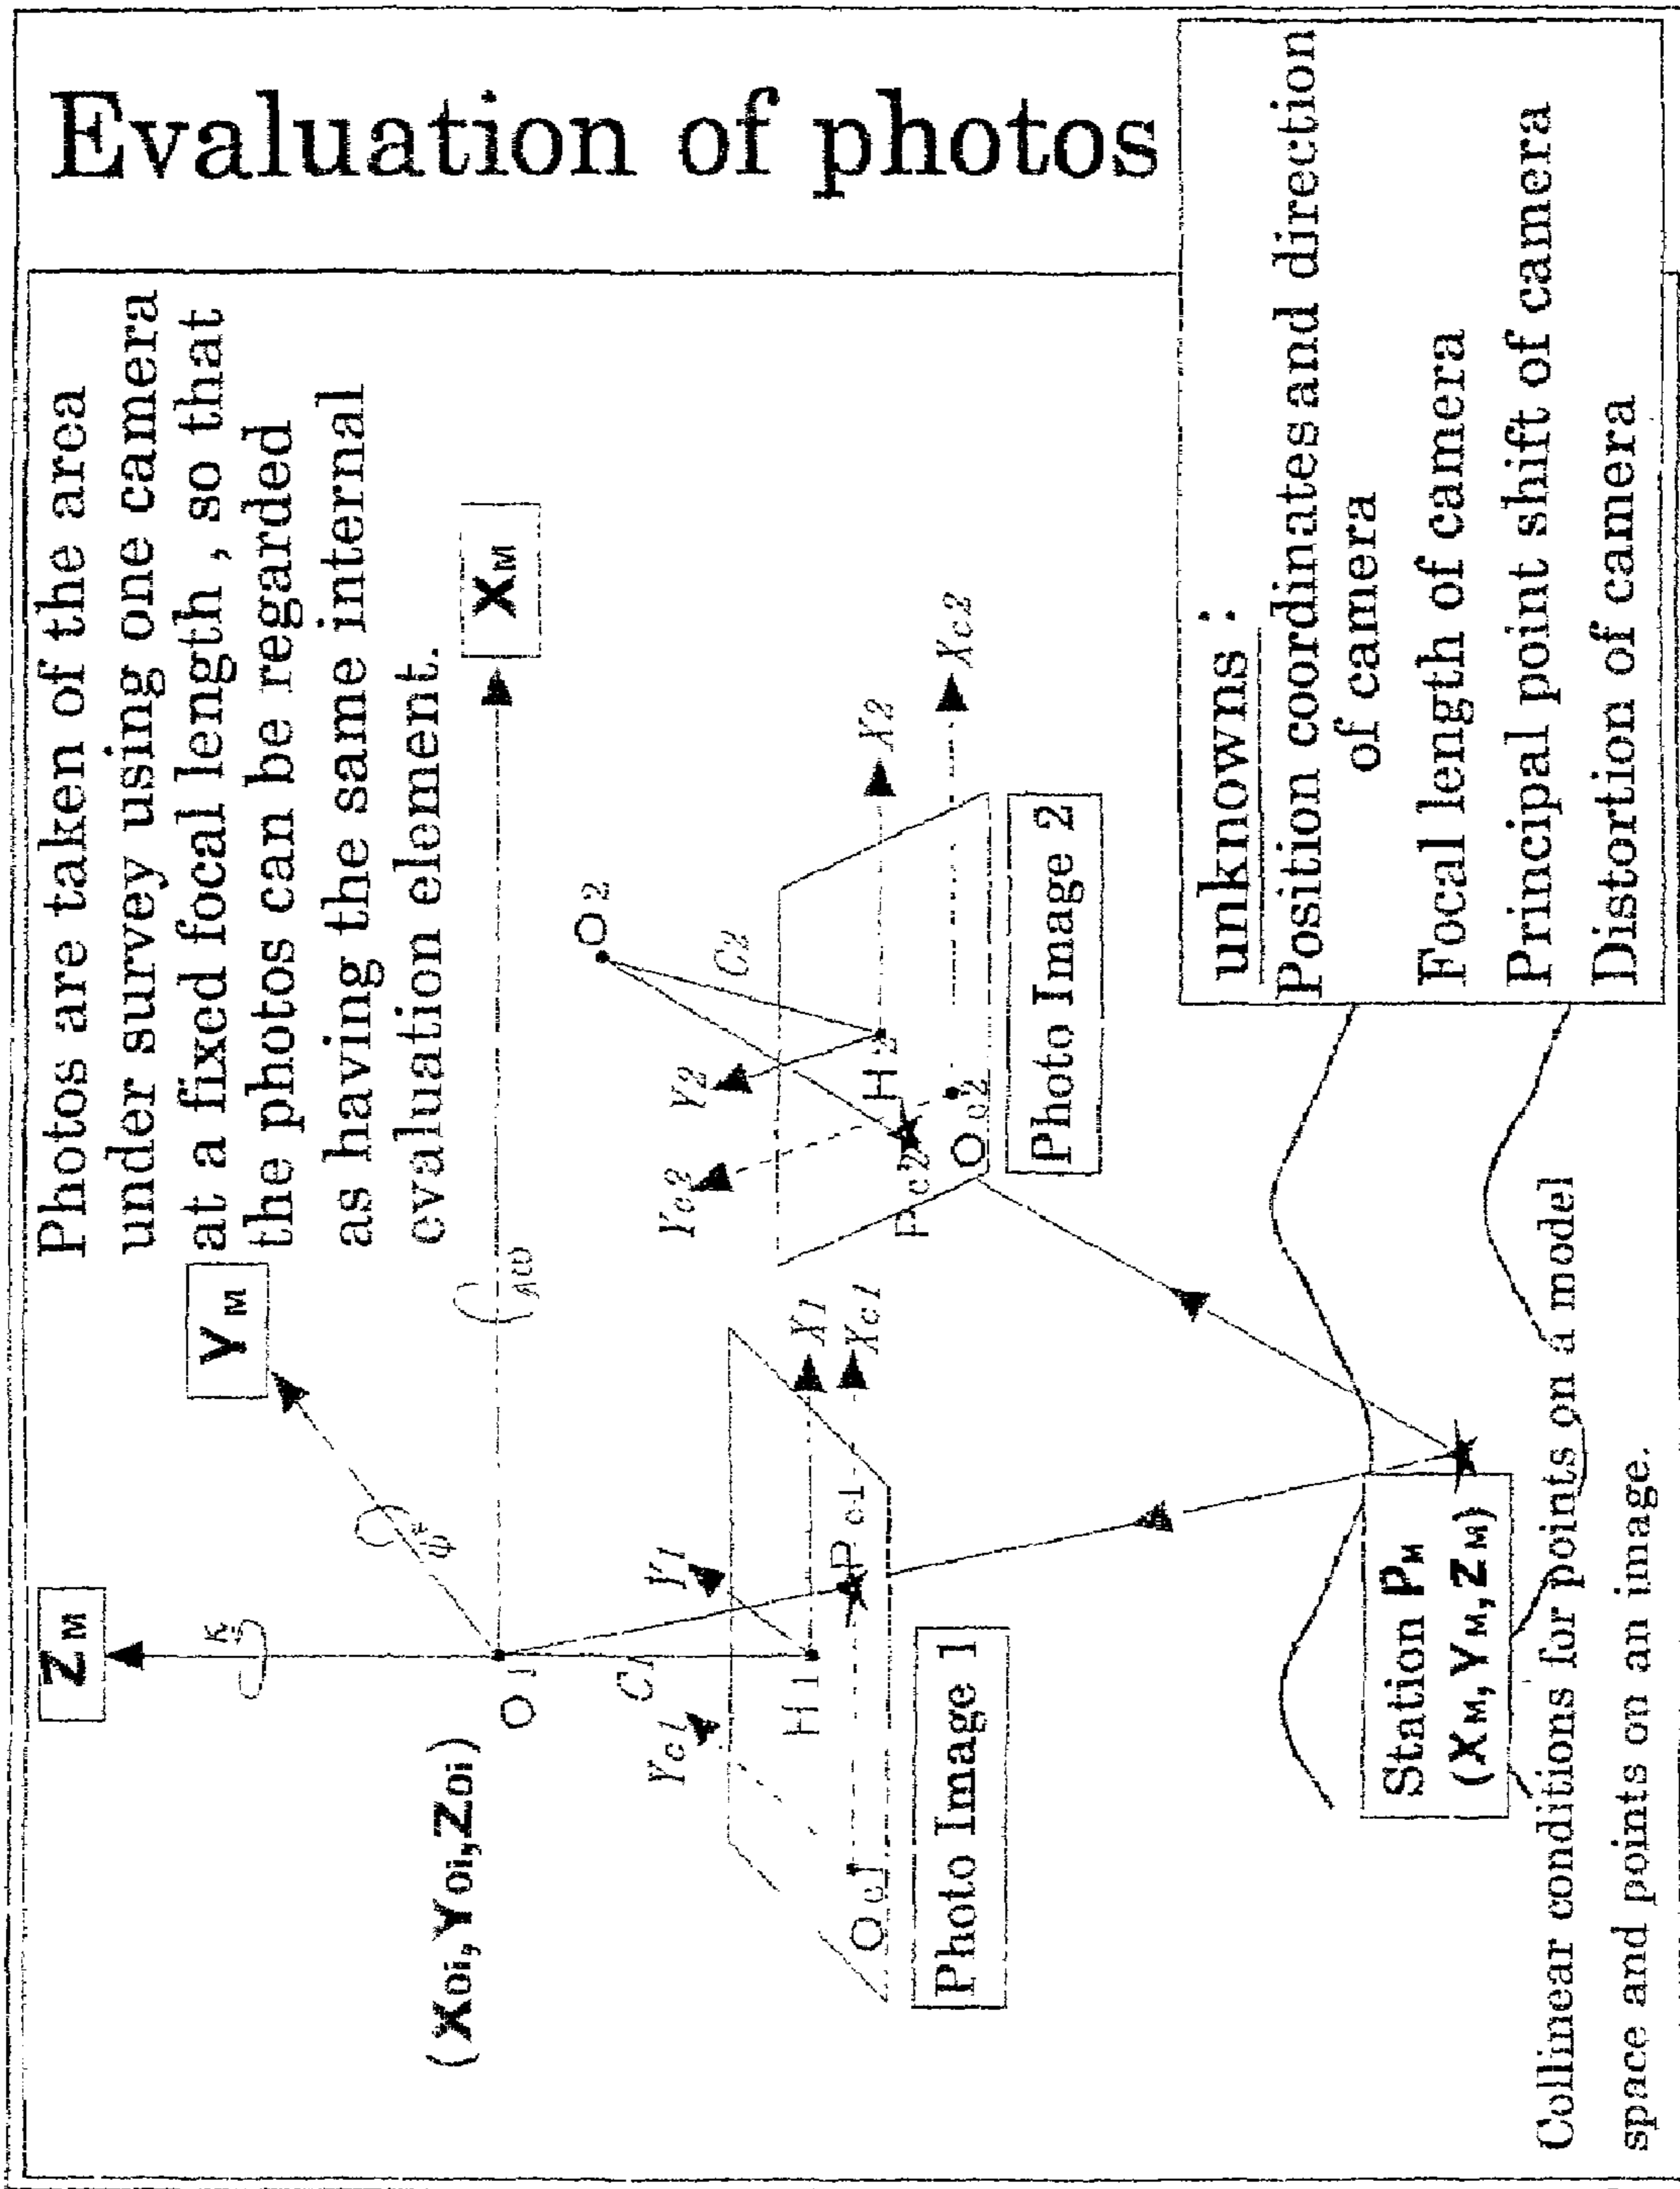 Evaluation of photos
Photos are taken of the area
under survey using one camera
at a fixed focal length, so that
the photos can be regarded
as having the same internal
evaluation element.
ZM
κ
YM
φ
XM
ω
(Xoi,Yoi,Zoi)
O1
C1
Yc1
Y1
H1
X1
Pc1
Xc1
Oc1
Photo Image 1
O2
C2
Y2
Yc2
X2
H2
Pc2
Xc2
Oc2
Photo Image 2
Station PM
(XM,YM,ZM)
unknowns :
Position coordinates and direction
of camera
Focal length of camera
Principal point shift of camera
Distortion of camera
Collinear conditions for points on a model
space and points on an image.